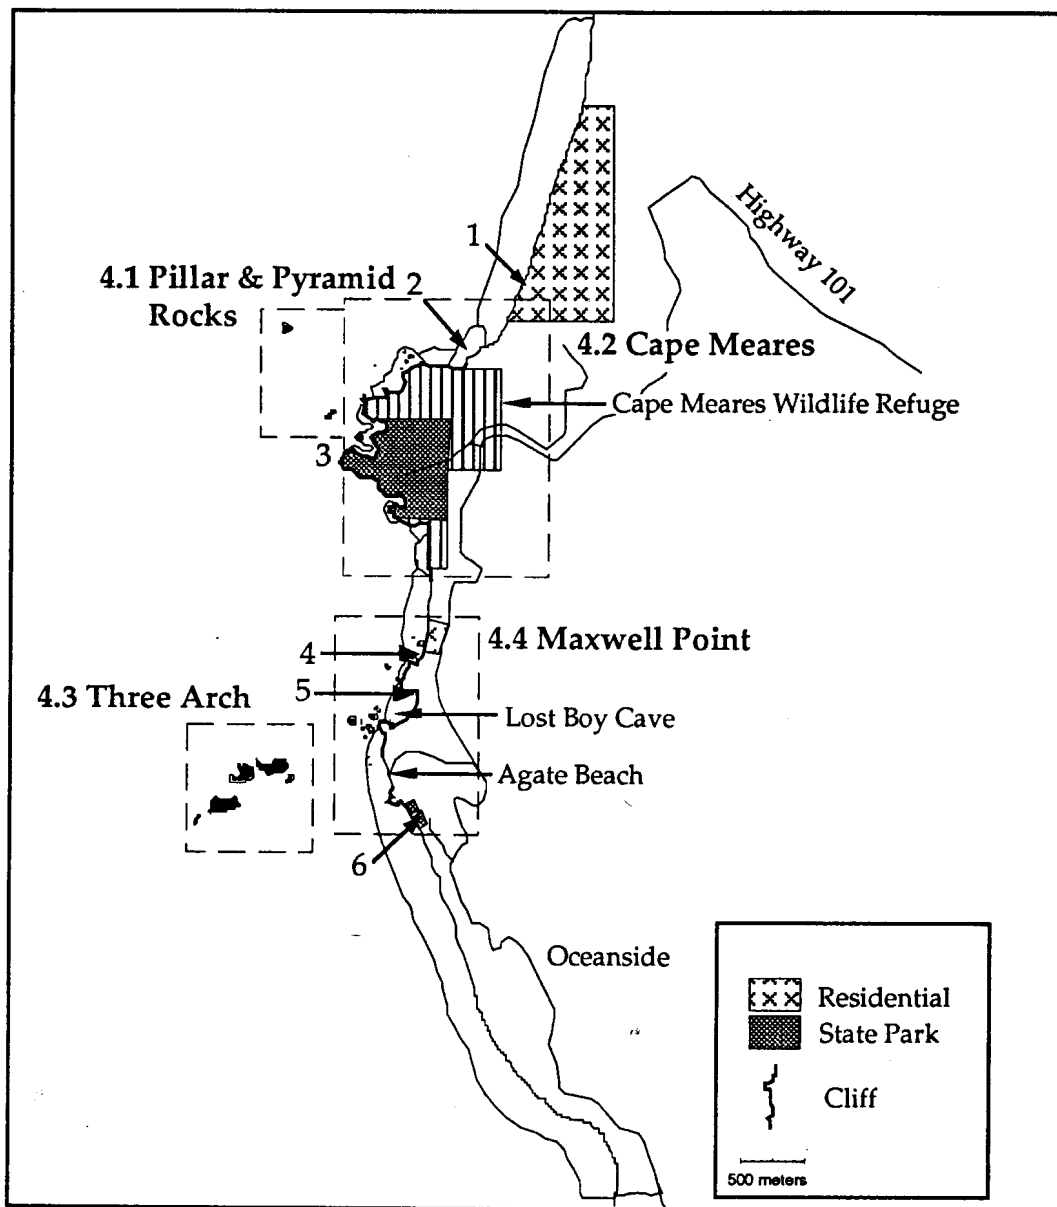 Highway 101
1
4.1 Pillar & Pyramid
Rocks
2
4.2 Cape Meares
Cape Meares Wildlife Refuge
3
4
4.4 Maxwell Point
5
4.3 Three Arch
Lost Boy Cave
Agate Beach
6
Oceanside
Residential
State Park
Cliff
500 meters